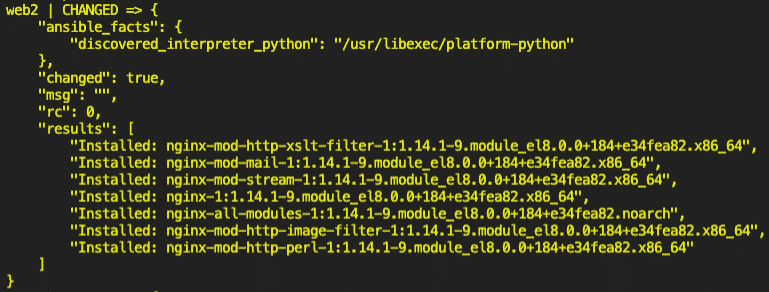 web2 | CHANGED => {
    "ansible_facts": {
        "discovered_interpreter_python": "/usr/libexec/platform-python"
    },
    "changed": true,
    "msg": "",
    "rc": 0,
    "results": [
        "Installed: nginx-mod-http-xslt-filter-1:1.14.1-9.module_el8.0.0+184+e34fea82.x86_64",
        "Installed: nginx-mod-mail-1:1.14.1-9.module_el8.0.0+184+e34fea82.x86_64",
        "Installed: nginx-mod-stream-1:1.14.1-9.module_el8.0.0+184+e34fea82.x86_64",
        "Installed: nginx-1:1.14.1-9.module_el8.0.0+184+e34fea82.x86_64",
        "Installed: nginx-all-modules-1:1.14.1-9.module_el8.0.0+184+e34fea82.noarch",
        "Installed: nginx-mod-http-image-filter-1:1.14.1-9.module_el8.0.0+184+e34fea82.x86_64",
        "Installed: nginx-mod-http-perl-1:1.14.1-9.module_el8.0.0+184+e34fea82.x86_64"
    ]
}